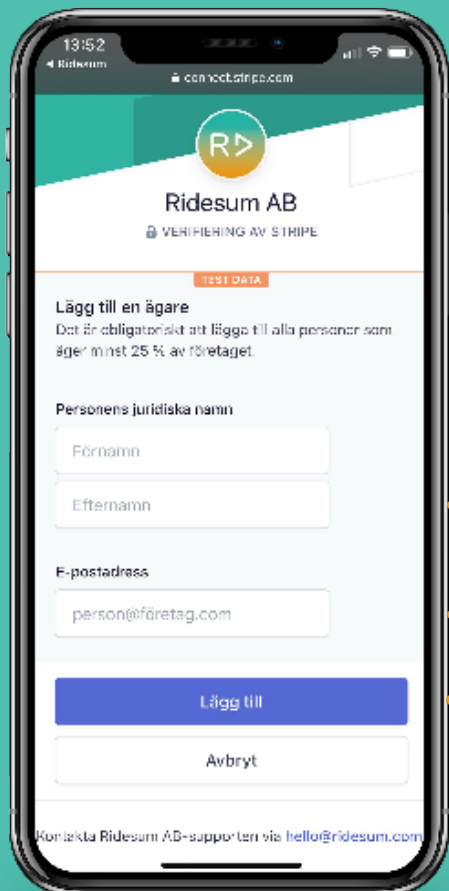 13:52
Ridesum
connect.stripe.com
R
Ridesum AB
VERIFIERING AV STRIPE
TEST DATA
Lägg till en ägare
Det är obligatoriskt att lägga till alla personer som
äger minst 25 % av företaget.
Personens juridiska namn
Förnamn
Efternamn
E-postadress
person@företag.com
Lägg till
Avbryt
Kontakta Ridesum AB-supporten via hello@ridesum.com